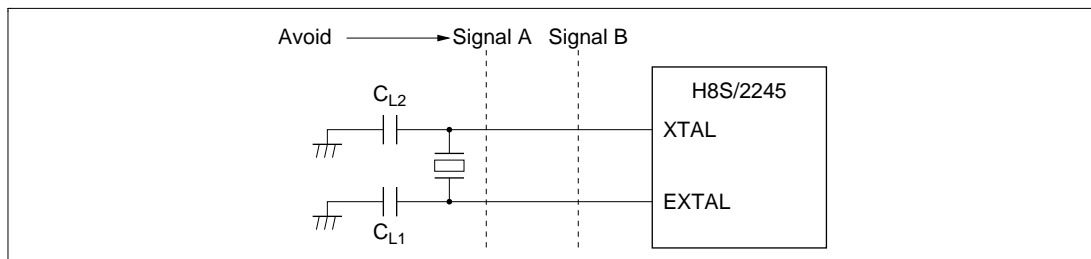 Avoid Signal A Signal B
H8S/2245
CL2
XTAL
EXTAL
CL1